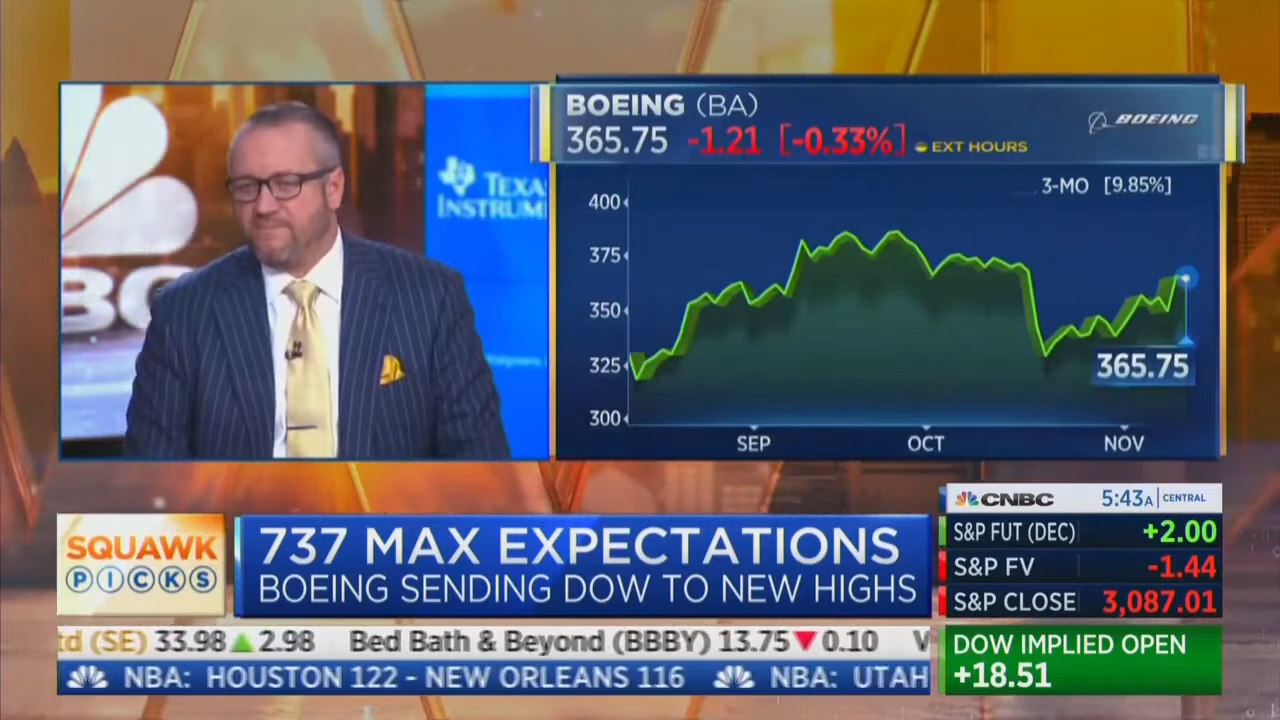 BOEING (BA)
365.75 -1.21 [-0.33%] EXT HOURS
BOEING
3-MO [9.85%]
400
375
350
325
300
365.75
SEP OCT NOV
TEXAS
INSTRUM
SQUAWK
PICKS
737 MAX EXPECTATIONS
BOEING SENDING DOW TO NEW HIGHS
CNBC 5:43A CENTRAL
S&P FUT (DEC) +2.00
S&P FV -1.44
S&P CLOSE 3,087.01
DOW IMPLIED OPEN
+18.51
td (SE) 33.98 ▲ 2.98 Bed Bath & Beyond (BBBY) 13.75 ▼ 0.10 V
NBA: HOUSTON 122 - NEW ORLEANS 116 NBA: UTAH